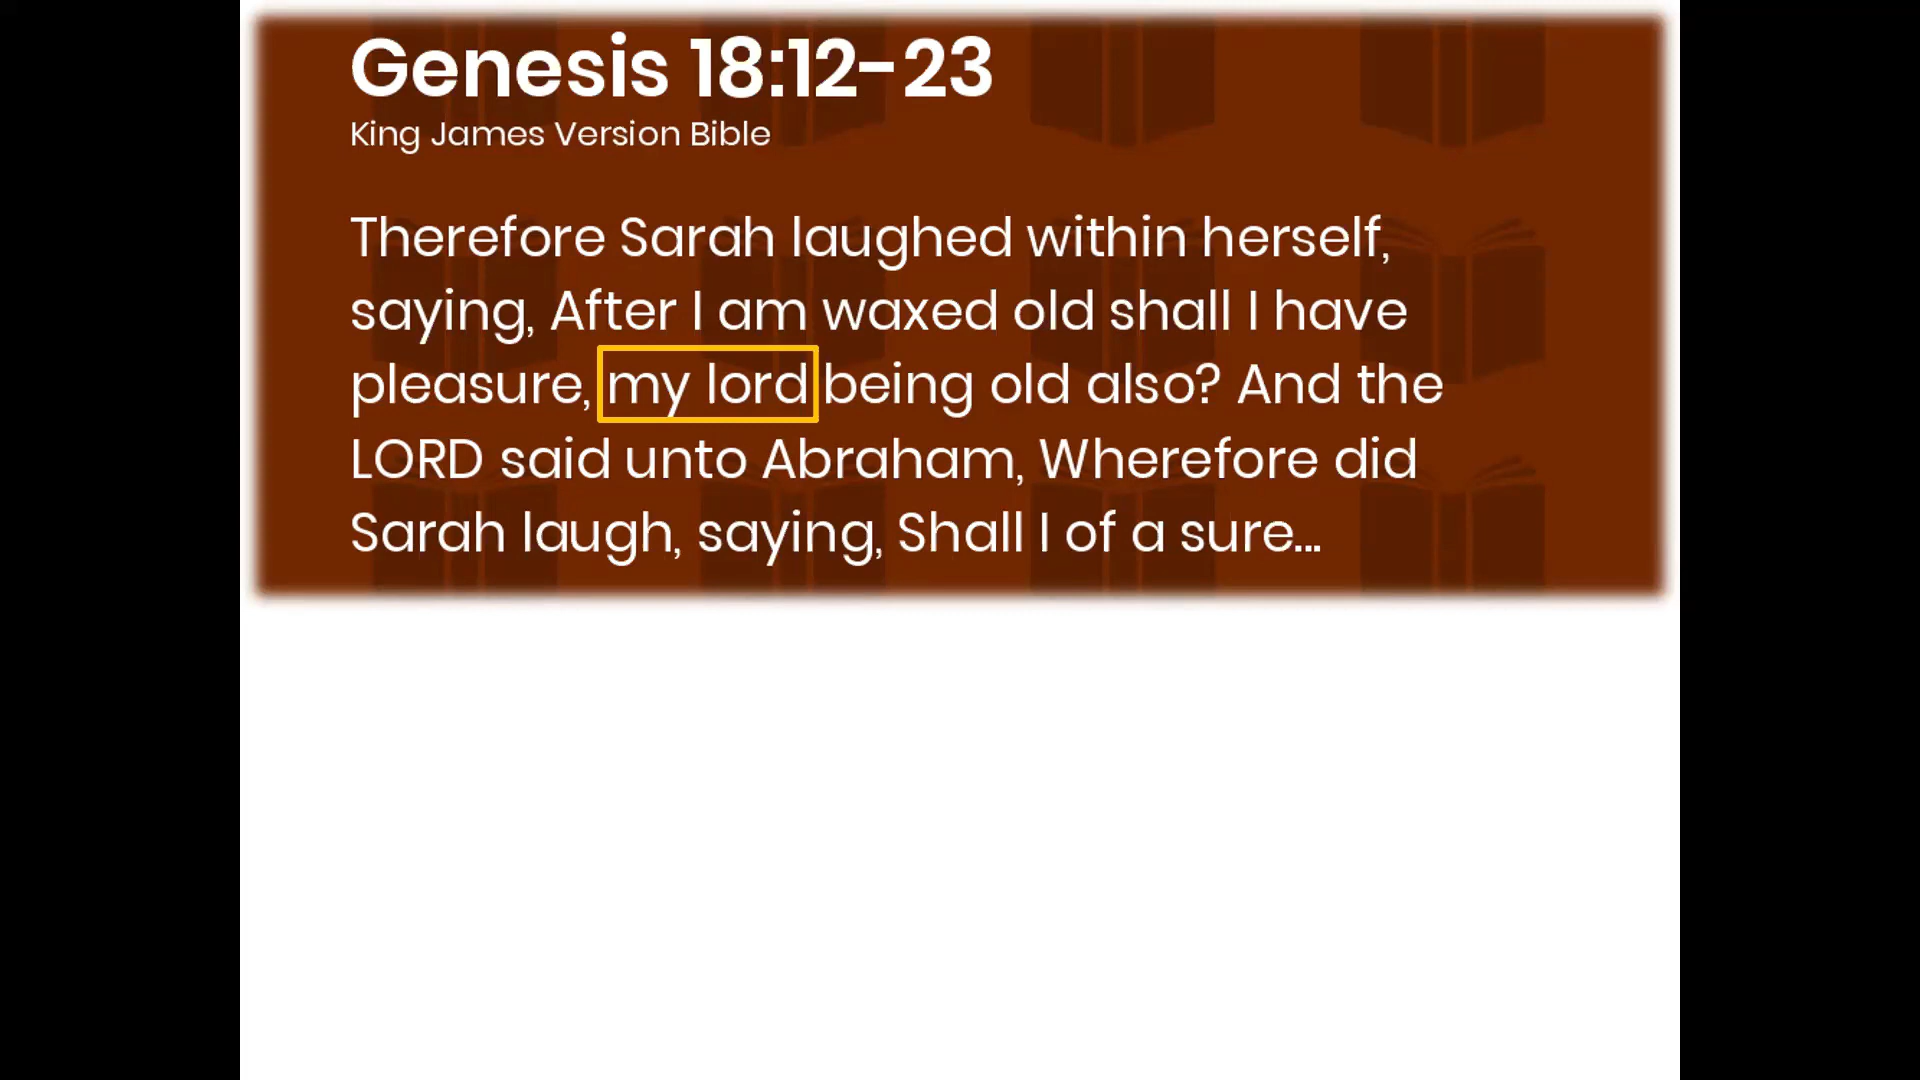 Genesis 18:12-23
King James Version Bible
Therefore Sarah laughed within herself,
saying, After I am waxed old shall I have
pleasure, my lord being old also? And the
LORD said unto Abraham, Wherefore did
Sarah laugh, saying, Shall I of a sure...